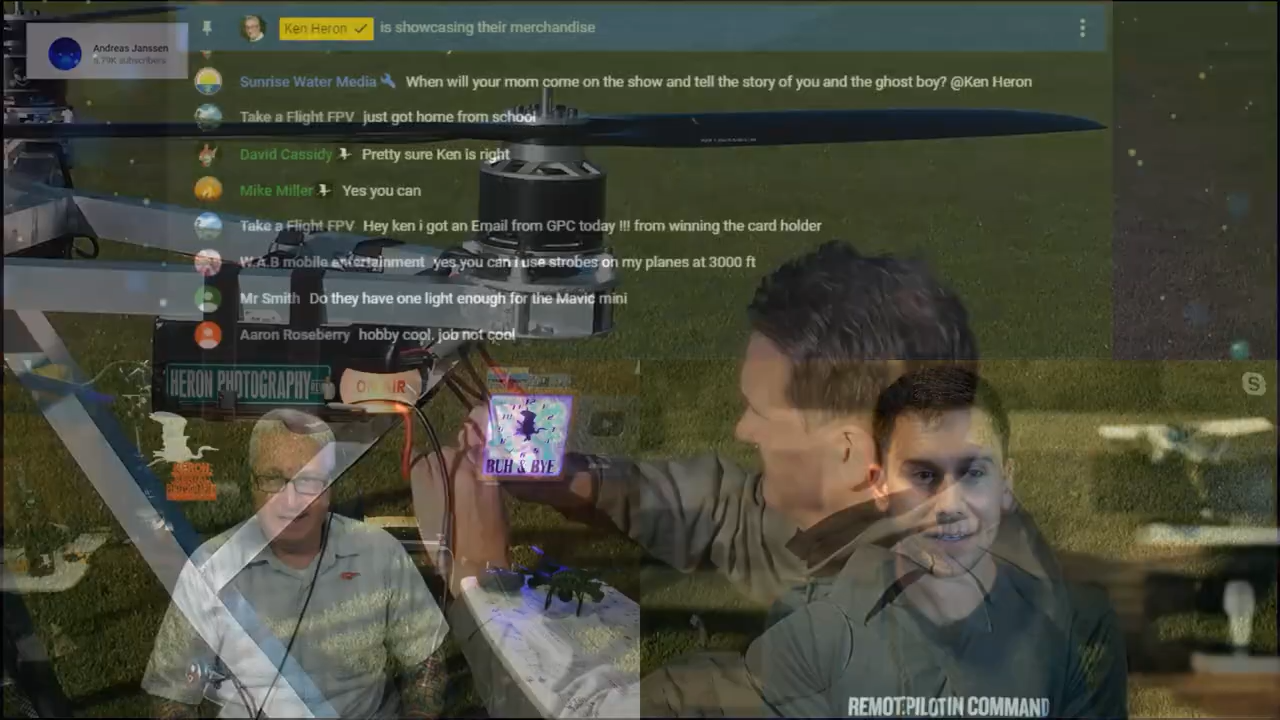 Ken Heron is showcasing their merchandise
Andreas Janssen
Sunrise Water Media When will your mom come on the show and tell the story of you and the ghost boy? @Ken Heron
Take a Flight FPV just got home from school
David Cassidy Pretty sure Ken is right
Mike Miller Yes you can
Take a Flight FPV Hey ken i got an Email from GPC today !!! from winning the card holder
W.A.B mobile entertainment yes you can i use strobes on my planes at 3000 ft
Mr Smith Do they have one light enough for the Mavic mini
Aaron Roseberry hobby cool, job not cool
HERON PHOTOGRAPHY
ON AIR
HERON
BUH & BYE
REMOTE PILOT IN COMMAND